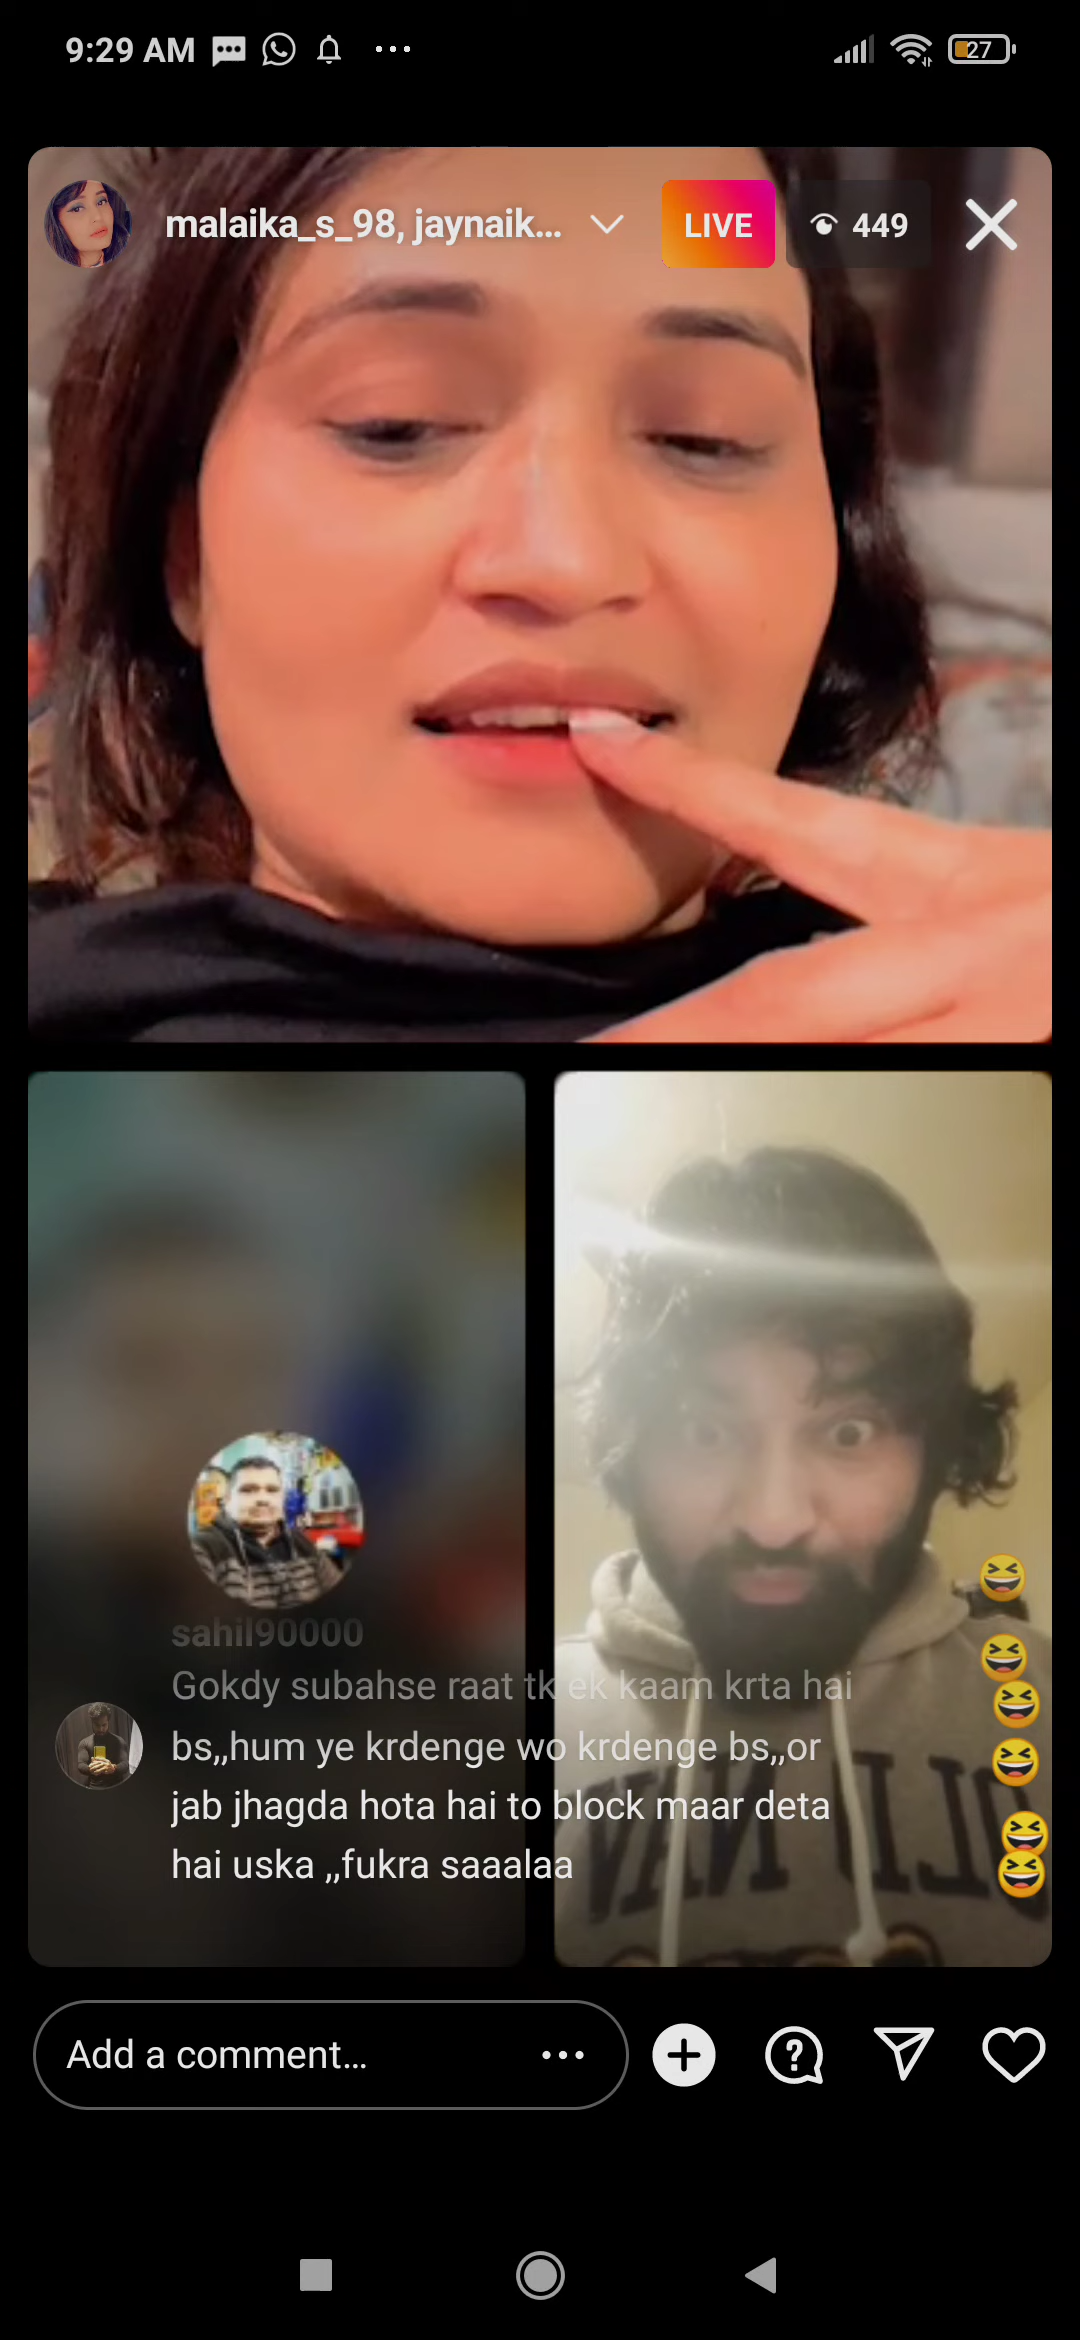 9:29 AM
27
malaika_s_98, jaynaik...
LIVE
449
sahil90000
Gokdy subahse raat tk ek kaam krta hai
bs,,hum ye krdenge wo krdenge bs,,or
jab jhagda hota hai to block maar deta
hai uska ,,fukra saaalaa
Add a comment...